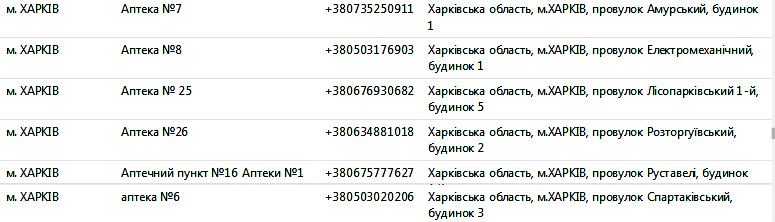 м. ХАРКІВ Аптека №7 +380735250911 Харківська область, м.ХАРКІВ, провулок Амурський, будинок
1
м. ХАРКІВ Аптека №8 +380503176903 Харківська область, м.ХАРКІВ, провулок Електромеханічний,
будинок 1
м. ХАРКІВ Аптека № 25 +380676930682 Харківська область, м.ХАРКІВ, провулок Лісопарківський 1-й,
будинок 5
м. ХАРКІВ Аптека №26 +380634881018 Харківська область, м.ХАРКІВ, провулок Розторгуївський,
будинок 2
м. ХАРКІВ Аптечний пункт №16 Аптеки №1 +380675777627 Харківська область, м.ХАРКІВ, провулок Руставелі, будинок
м. ХАРКІВ аптека №6 +380503020206 Харківська область, м.ХАРКІВ, провулок Спартаківський,
будинок 3